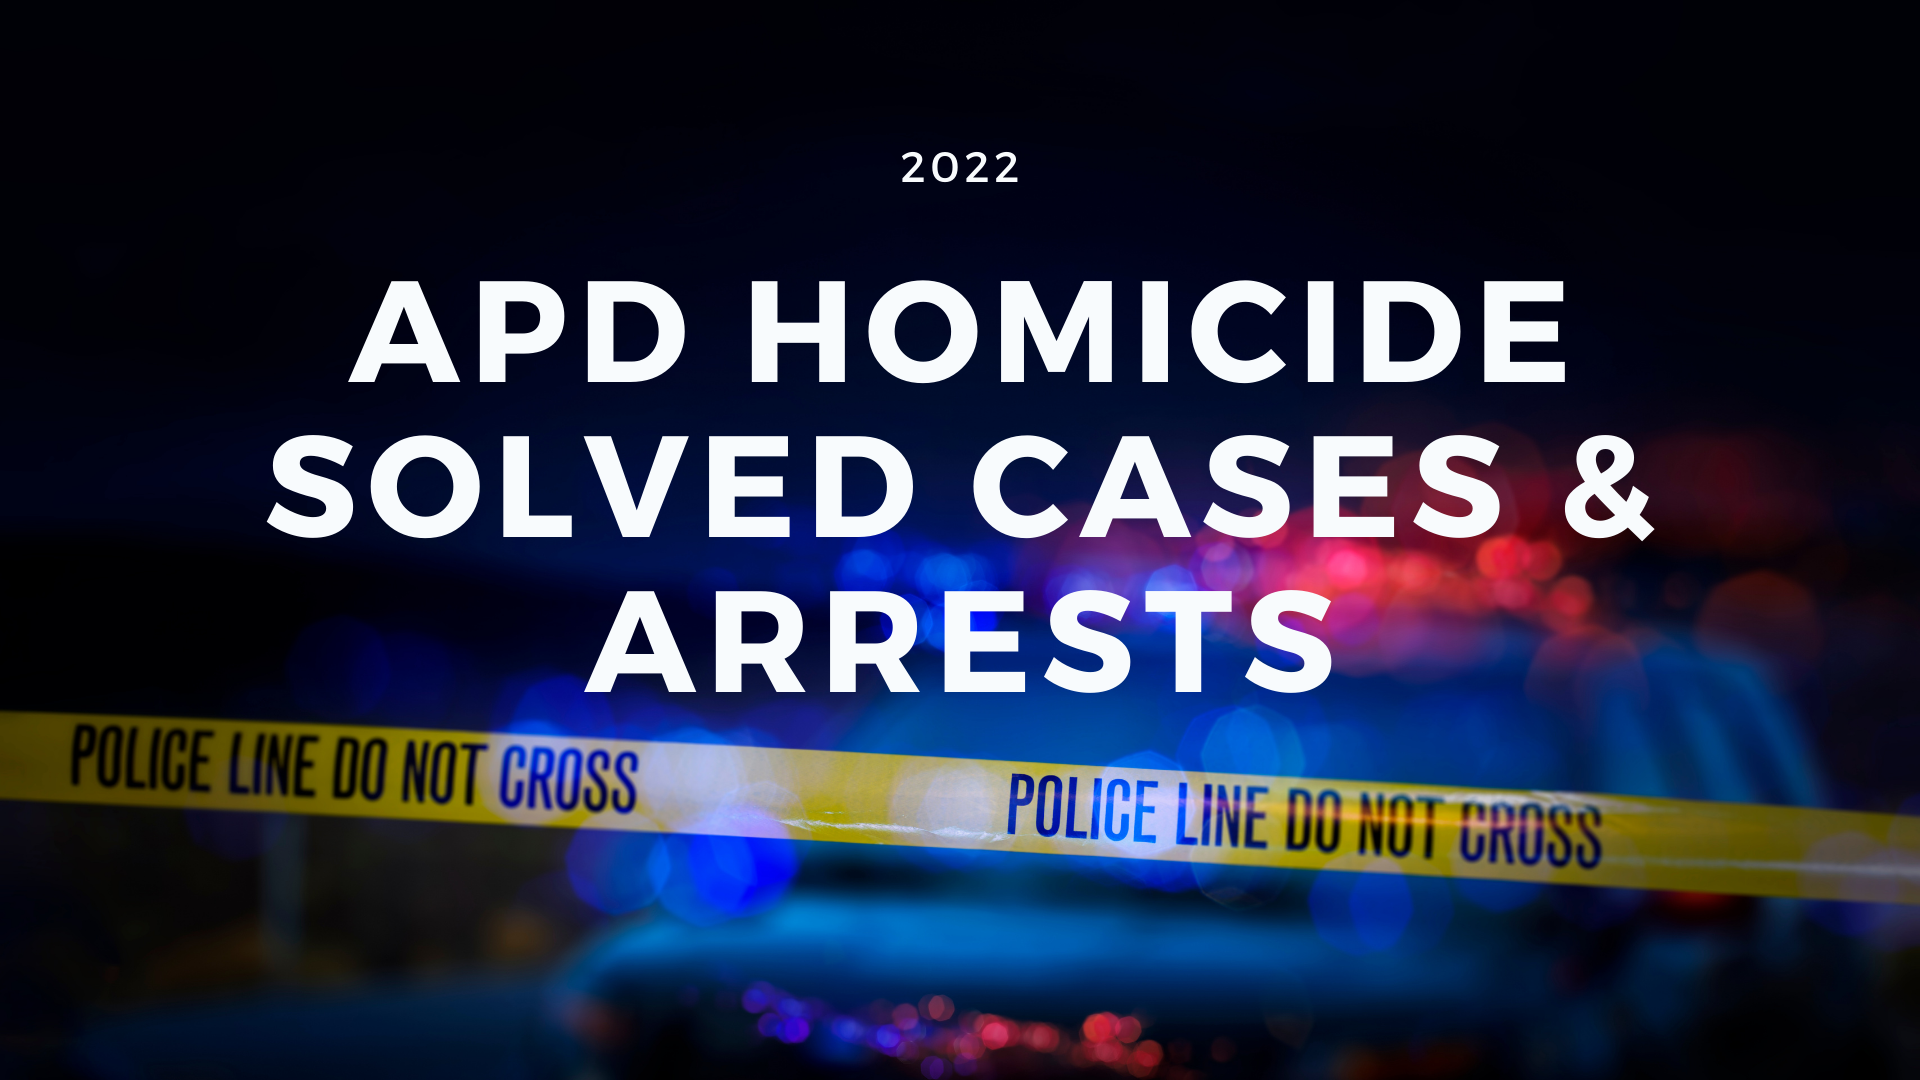 2022
APD HOMICIDE
SOLVED CASES &
ARRESTS
POLICE LINE DO NOT CROSS POLICE LINE DO NOT CROSS